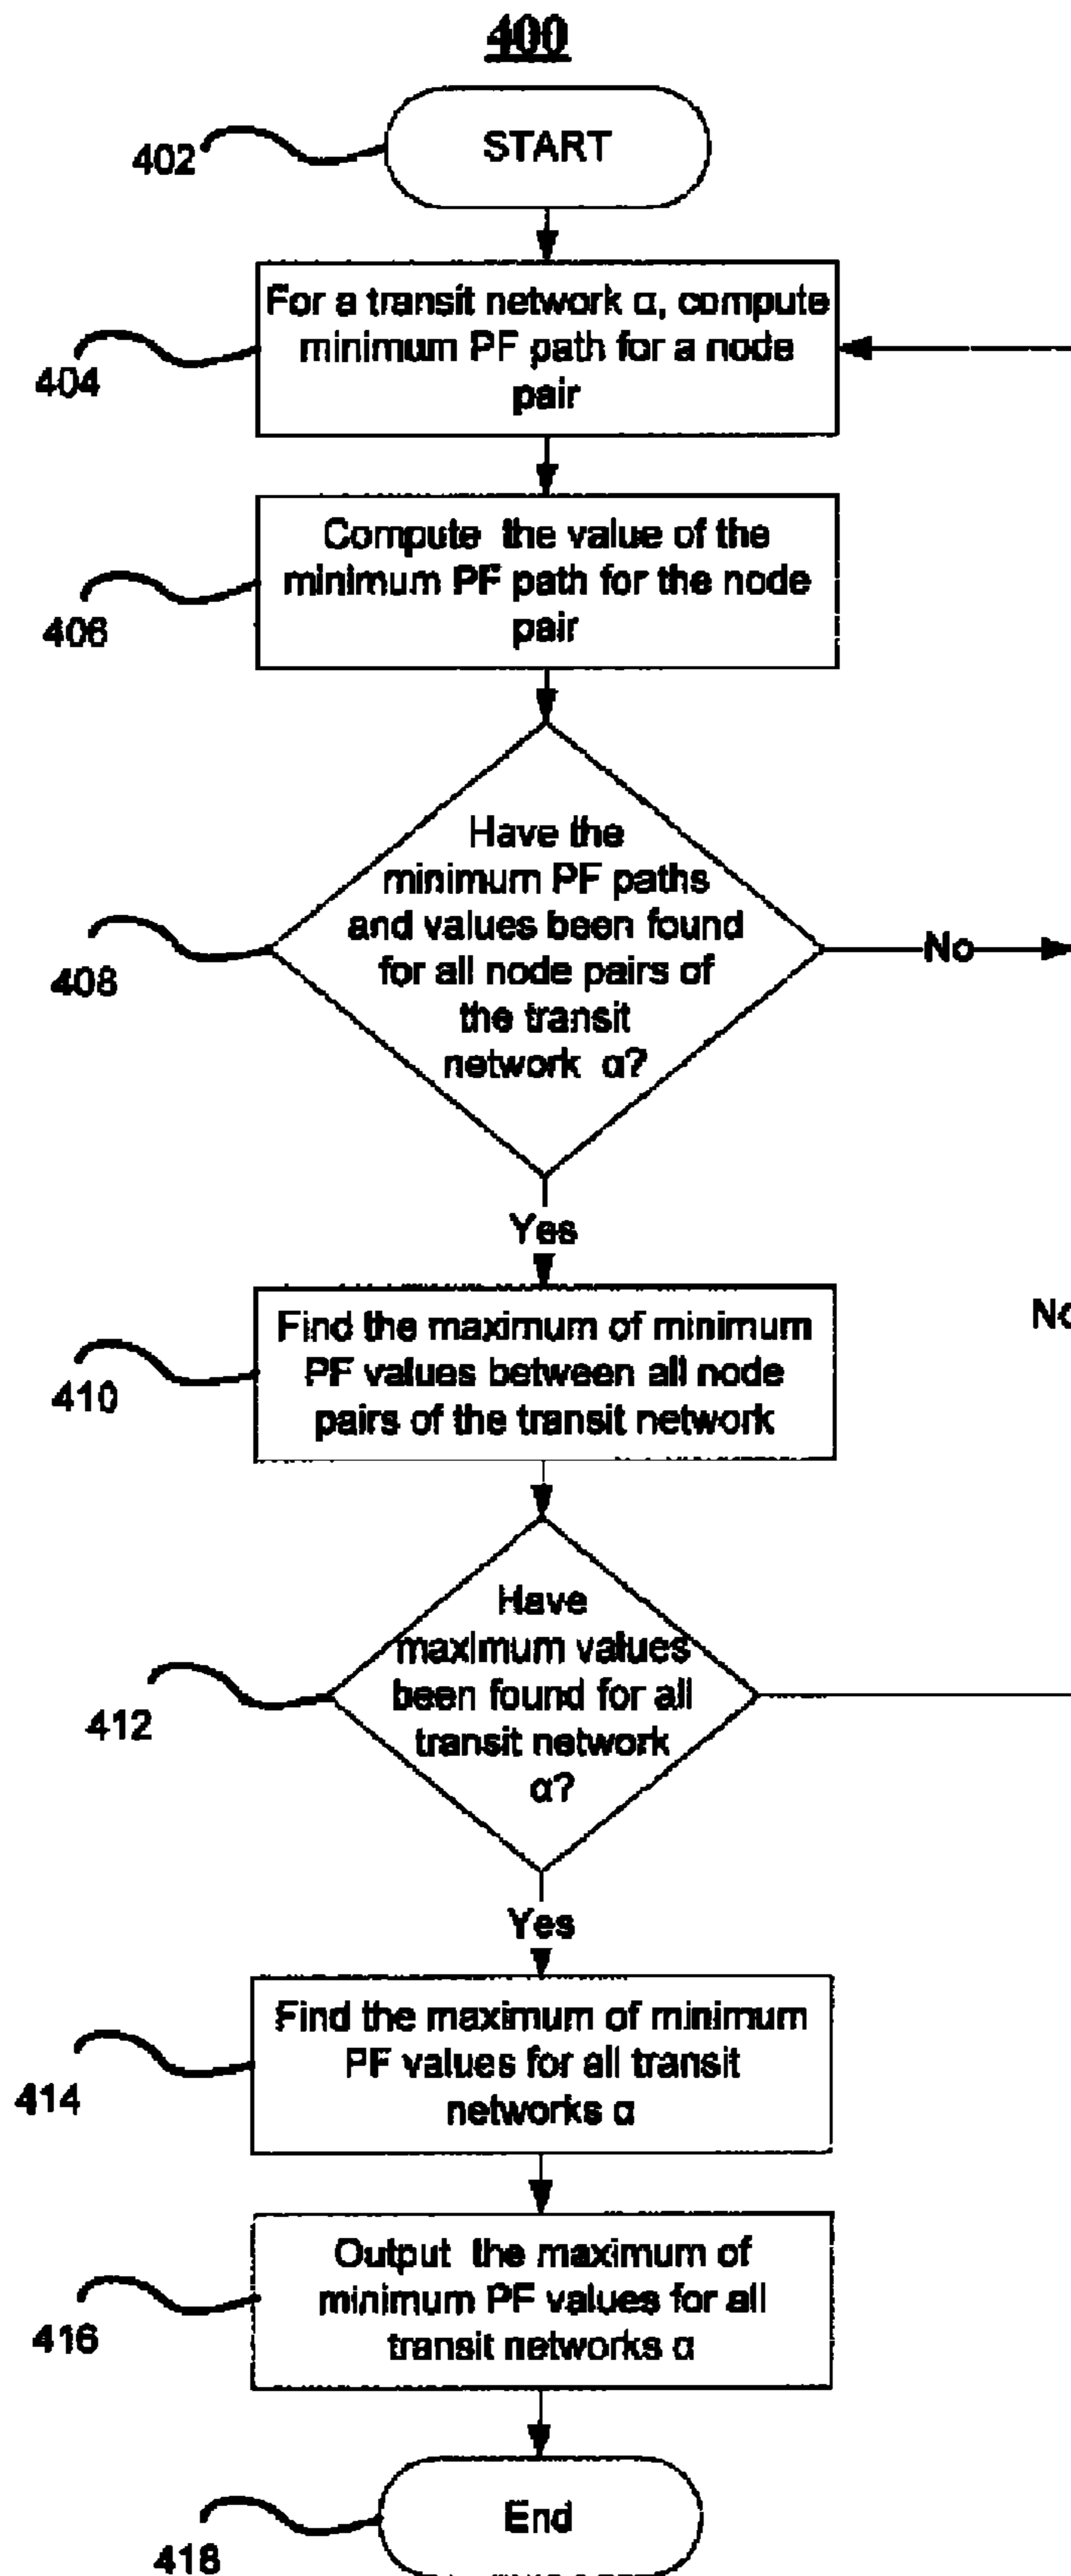 400
START
402
For a transit network α, compute
minimum PF path for a node
pair
404
Compute the value of the
minimum PF path for the node
pair
406
Have the
minimum PF paths
and values been found
for all node pairs of
the transit
network α?
No
408
Yes
Find the maximum of minimum
PF values between all node
pairs of the transit network
No
410
Have
maximum values
been found for all
transit network
α?
412
Yes
Find the maximum of minimum
PF values for all transit
networks α
414
Output the maximum of
minimum PF values for all
transit networks α
416
End
418